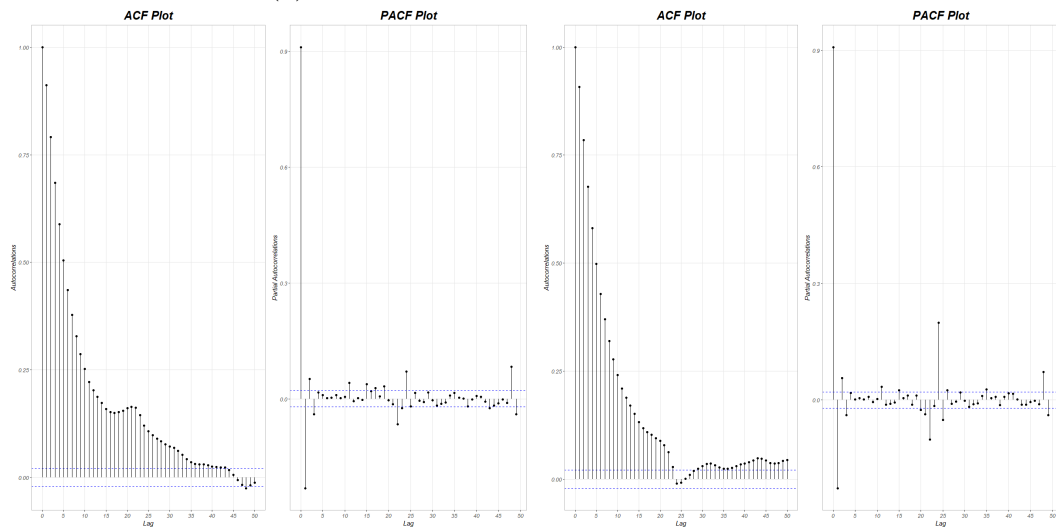 ACF Plot PACF Plot ACF Plot PACF Plot
1.00 0.9 1.00 0.9
0.75 0.6 0.75 0.6
0.50 0.3 0.50 0.3
0.25 0.0 0.25 0.0
0.00 0.00
Autocorrelations Partial Autocorrelations Autocorrelations Partial Autocorrelations
0 5 10 15 20 25 30 35 40 45 50 0 5 10 15 20 25 30 35 40 45 50 0 5 10 15 20 25 30 35 40 45 50 0 5 10 15 20 25 30 35 40 45 50
Lag Lag Lag Lag